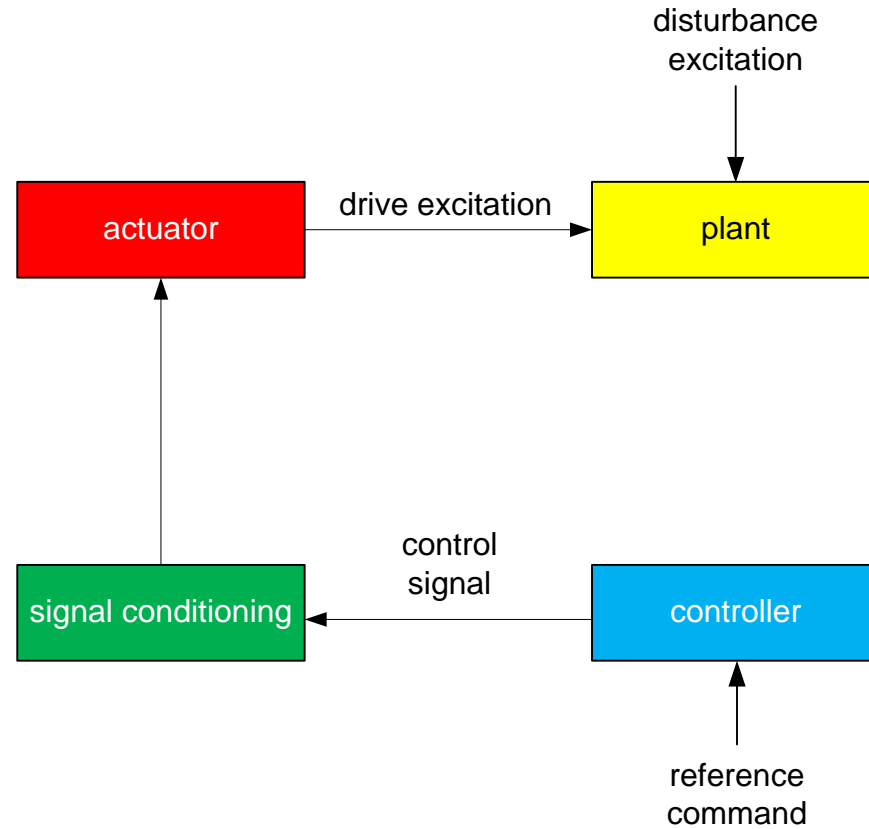 disturbance
excitation
actuator
drive excitation
plant
control
signal
signal conditioning
controller
reference
command